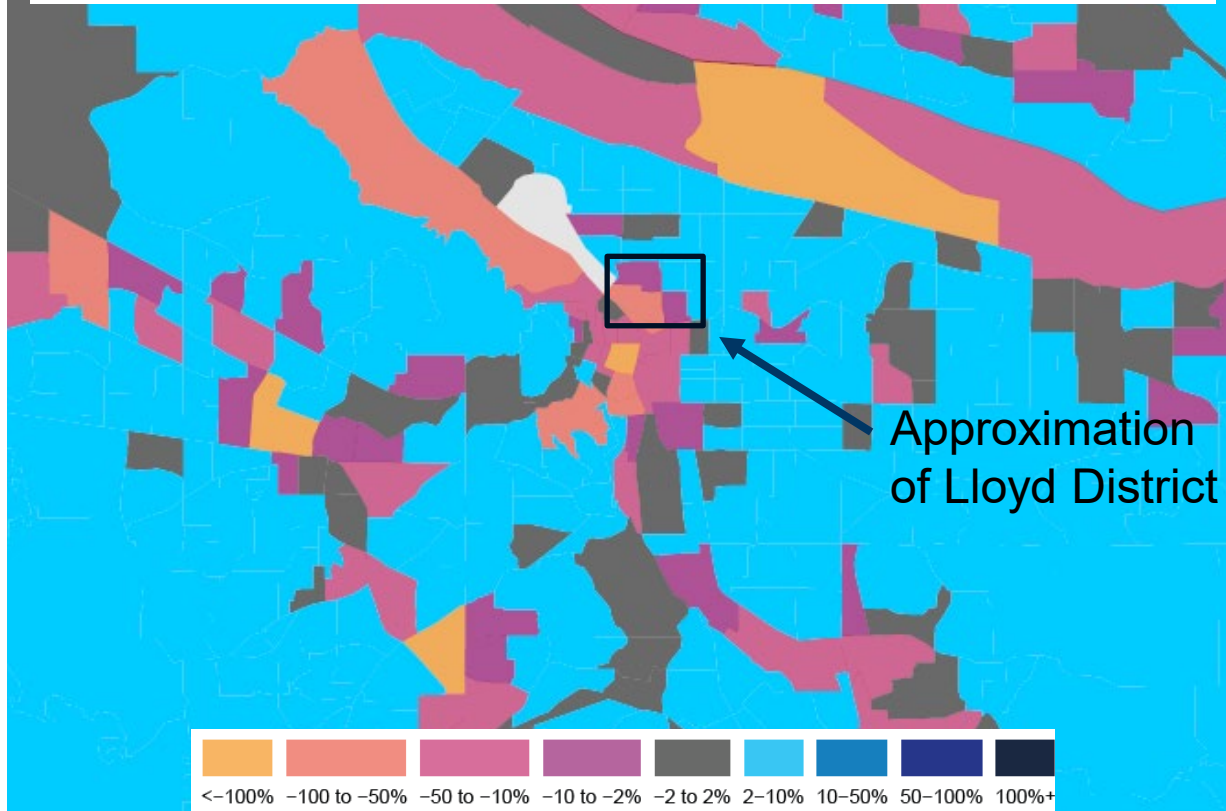 Approximation
of Lloyd District
<−100% −100 to −50% −50 to −10% −10 to −2% −2 to 2% 2−10% 10−50% 50−100% 100%+